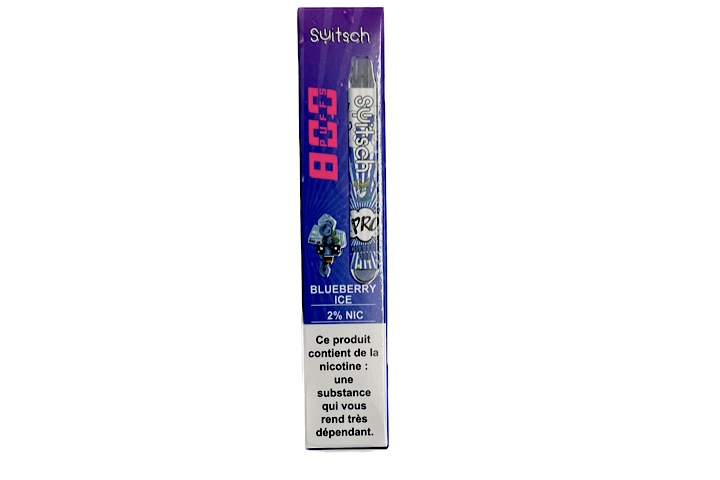 Switsch
800
PUFFS
Switsch
PRO
BLUEBERRY
ICE
2% NIC
Ce produit
contient de la
nicotine :
une
substance
qui vous
rend très
dépendant.